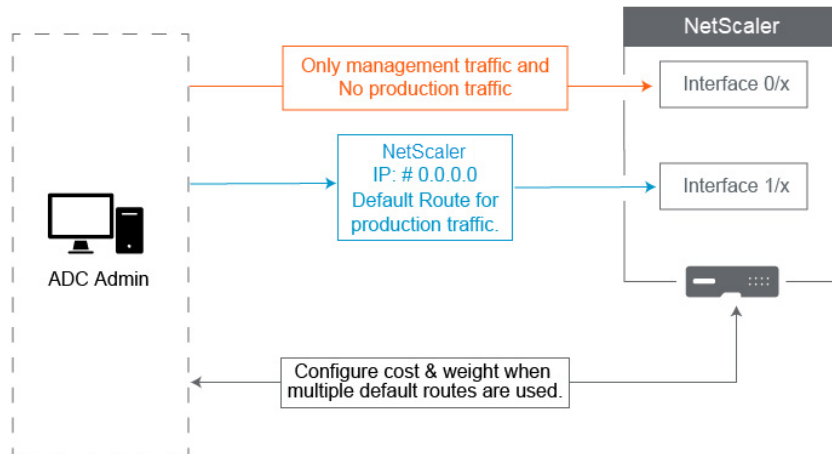 NetScaler
Only management traffic and
No production traffic
Interface 0/x
NetScaler
IP: # 0.0.0.0
Default Route for
production traffic.
Interface 1/x
ADC Admin
Configure cost & weight when
multiple default routes are used.